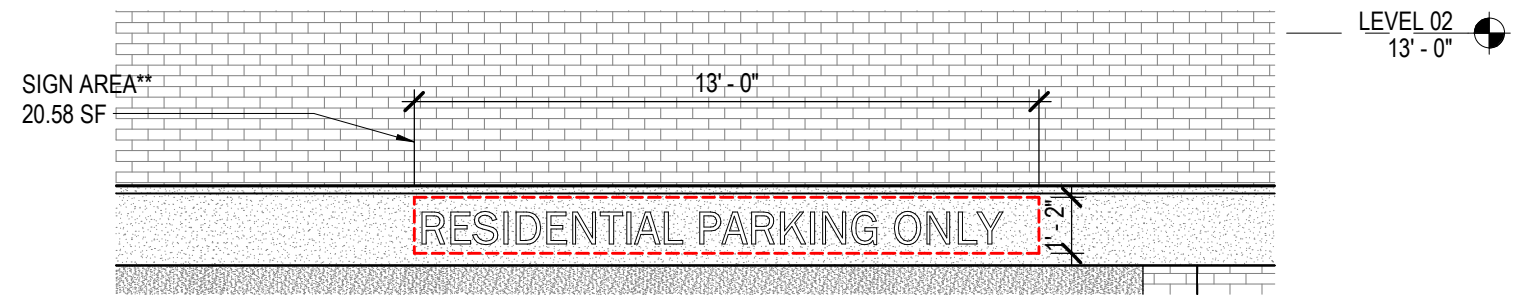 LEVEL 02
13' - 0"
SIGN AREA**
20.58 SF
13' - 0"
RESIDENTIAL PARKING ONLY
1' - 2"